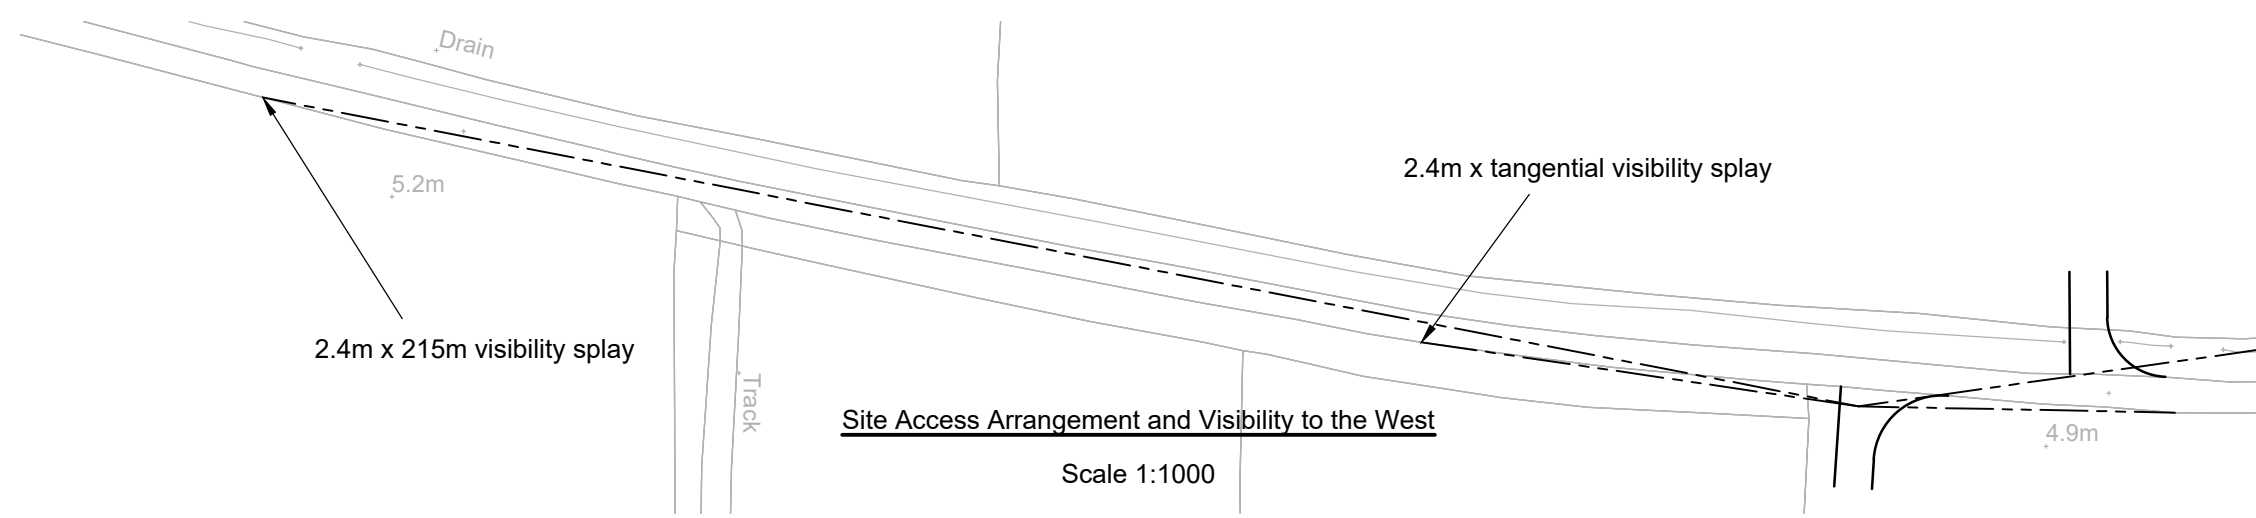 Drain
2.4m x tangential visibility splay
5.2m
2.4m x 215m visibility splay
Track
Site Access Arrangement and Visibility to the West
4.9m
Scale 1:1000